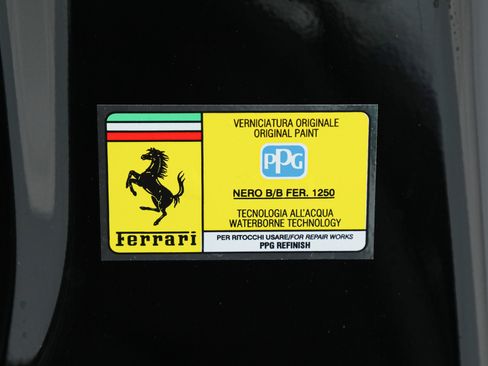 VERNICIATURA ORIGINALE
ORIGINAL PAINT
PPG
NERO B/B FER. 1250
TECNOLOGIA ALL'ACQUA
WATERBORNE TECHNOLOGY
Ferrari
PER RITOCCHI USARE/FOR REPAIR WORKS
PPG REFINISH